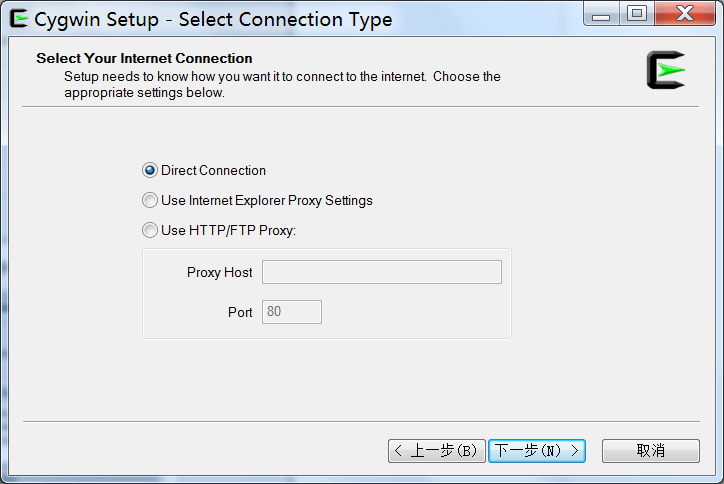 Cygwin Setup - Select Connection Type
Select Your Internet Connection
Setup needs to know how you want it to connect to the internet.  Choose the
appropriate settings below.
Direct Connection
Use Internet Explorer Proxy Settings
Use HTTP/FTP Proxy:
Proxy Host
Port 80
< 上一步(B) 下一步(N) > 取消